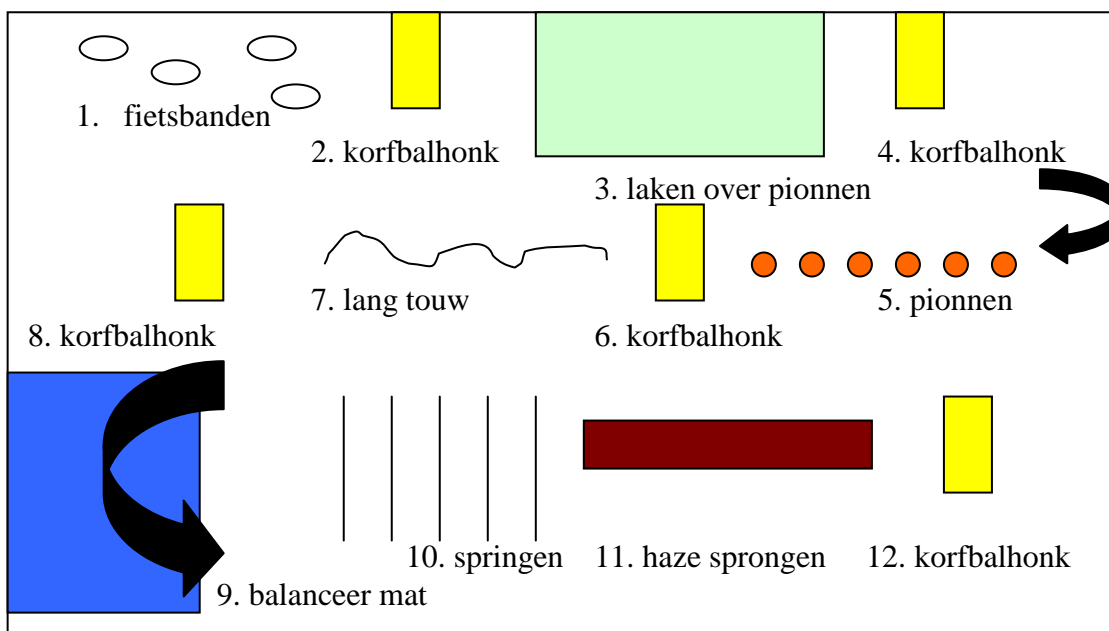 1. fietsbanden
2. korfbalhonk
3. laken over pionnen
4. korfbalhonk
5. pionnen
6. korfbalhonk
7. lang touw
8. korfbalhonk
9. balanceer mat
10. springen
11. haze sprongen
12. korfbalhonk